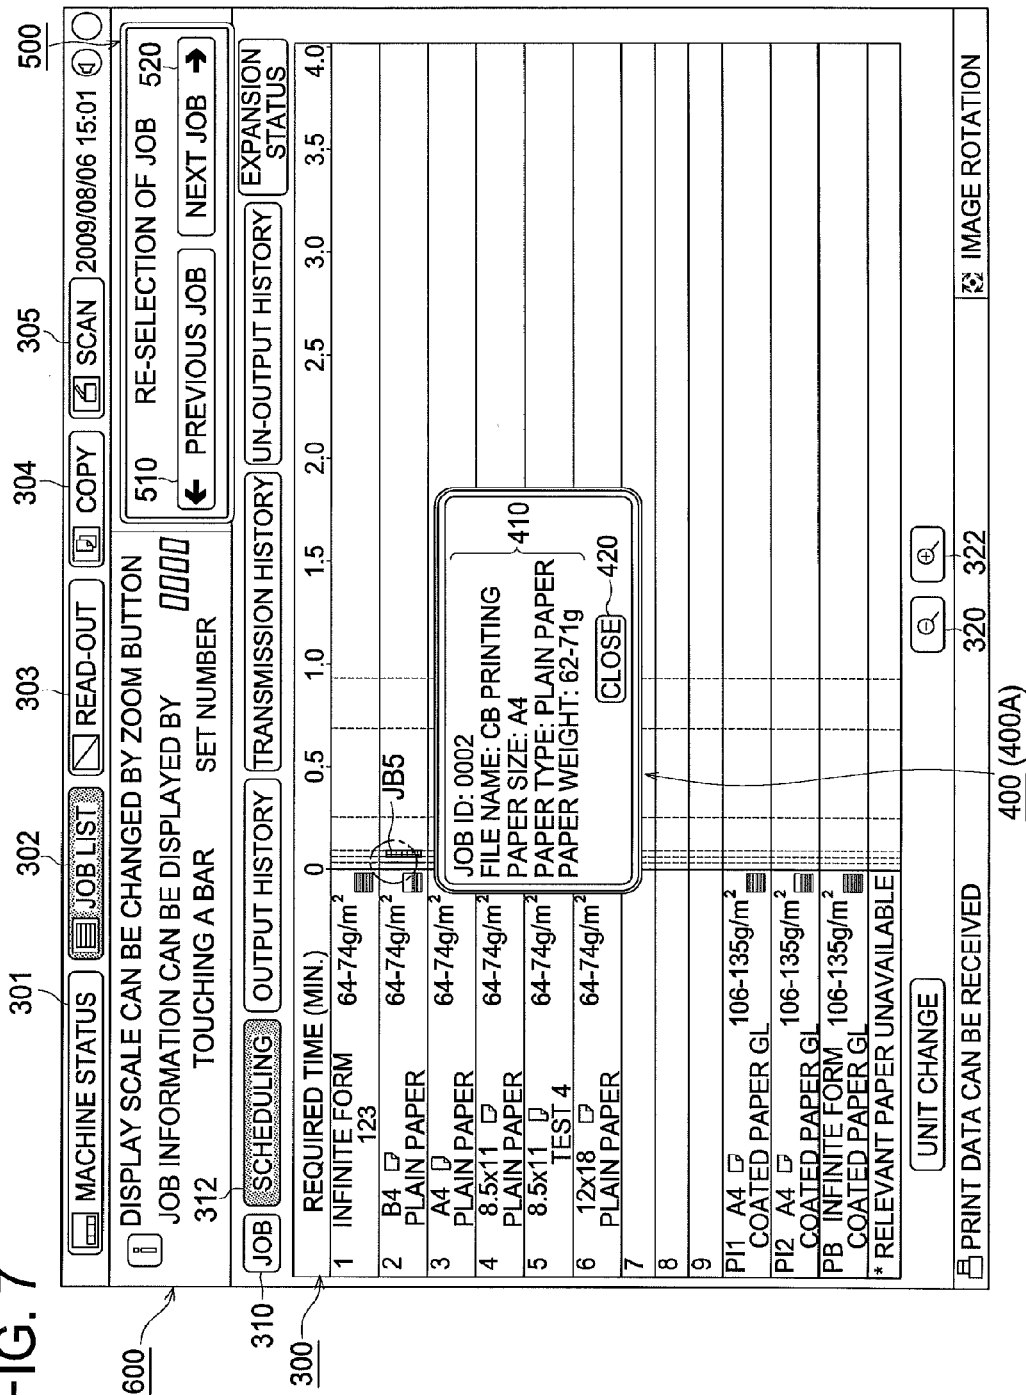 FIG. 7
301
302
303
304
305
500
MACHINE STATUS
JOB LIST
READ-OUT
COPY
SCAN
2009/08/06 15:01
600
DISPLAY SCALE CAN BE CHANGED BY ZOOM BUTTON
JOB INFORMATION CAN BE DISPLAYED BY
TOUCHING A BAR
SET NUMBER
510
RE-SELECTION OF JOB
520
← PREVIOUS JOB
NEXT JOB →
312
310
JOB
SCHEDULING
OUTPUT HISTORY
TRANSMISSION HISTORY
UN-OUTPUT HISTORY
EXPANSION
STATUS
300
REQUIRED TIME (MIN.)
0
0.5
1.0
1.5
2.0
2.5
3.0
3.5
4.0
1 INFINITE FORM 64-74g/m²
123
2 B4 64-74g/m²
PLAIN PAPER
JB5
3 A4 64-74g/m²
PLAIN PAPER
4 8.5x11 64-74g/m²
PLAIN PAPER
5 8.5x11 64-74g/m²
TEST 4
6 12x18 64-74g/m²
PLAIN PAPER
7
8
9
PI1 A4 106-135g/m²
COATED PAPER GL
PI2 A4 106-135g/m²
COATED PAPER GL
PB INFINITE FORM 106-135g/m²
COATED PAPER GL
* RELEVANT PAPER UNAVAILABLE
JOB ID: 0002
FILE NAME: CB PRINTING
PAPER SIZE: A4
PAPER TYPE: PLAIN PAPER
PAPER WEIGHT: 62-71g
410
CLOSE
420
UNIT CHANGE
320
322
PRINT DATA CAN BE RECEIVED
IMAGE ROTATION
400 (400A)